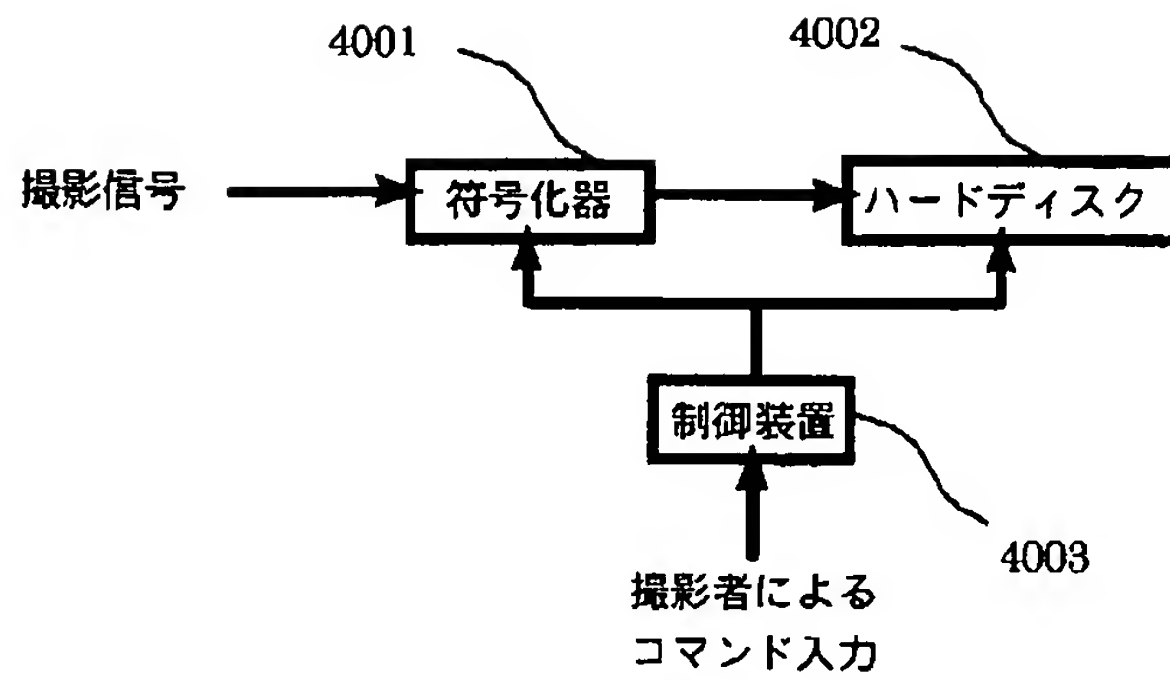 4001
4002
撮影信号
符号化器
ハードディスク
制御装置
4003
撮影者による
コマンド入力